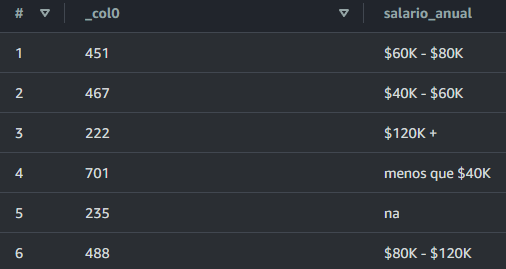 # _col0 salario_anual
1 451 $60K - $80K
2 467 $40K - $60K
3 222 $120K +
4 701 menos que $40K
5 235 na
6 488 $80K - $120K